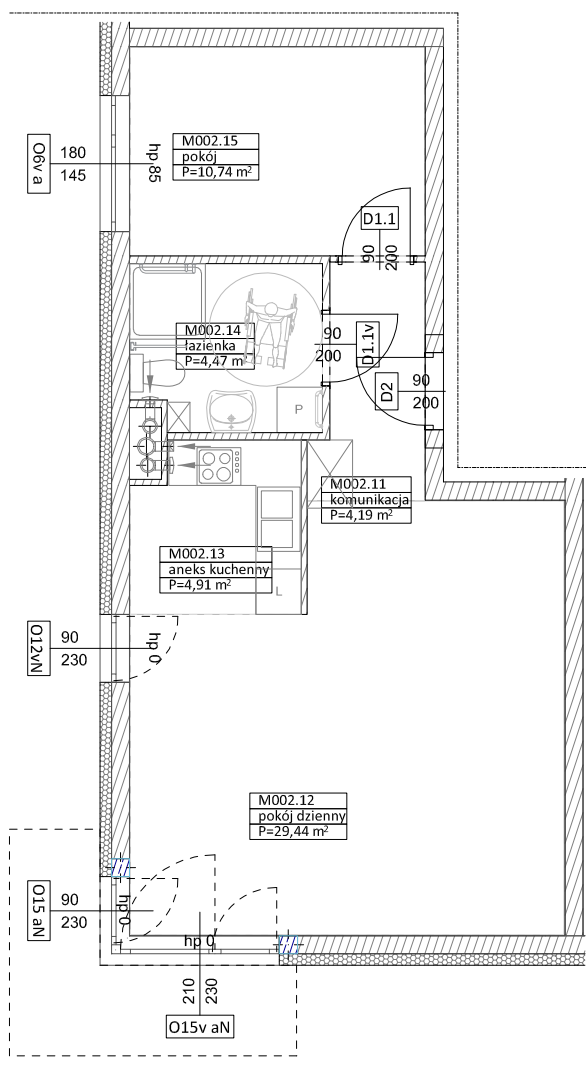 M002.15
pokój
P=10,74 m²
O6v a
180
145
hp 85
D1.1
90
200
M002.14
łazienka
P=4,47 m²
90
200
D1.1v
D2
90
200
P
M002.11
komunikacja
P=4,19 m²
M002.13
aneks kuchenny
P=4,91 m²
L
O12vN
90
230
hp 0
M002.12
pokój dzienny
P=29,44 m²
O15 aN
90
230
hp 0
hp 0
210
230
O15v aN